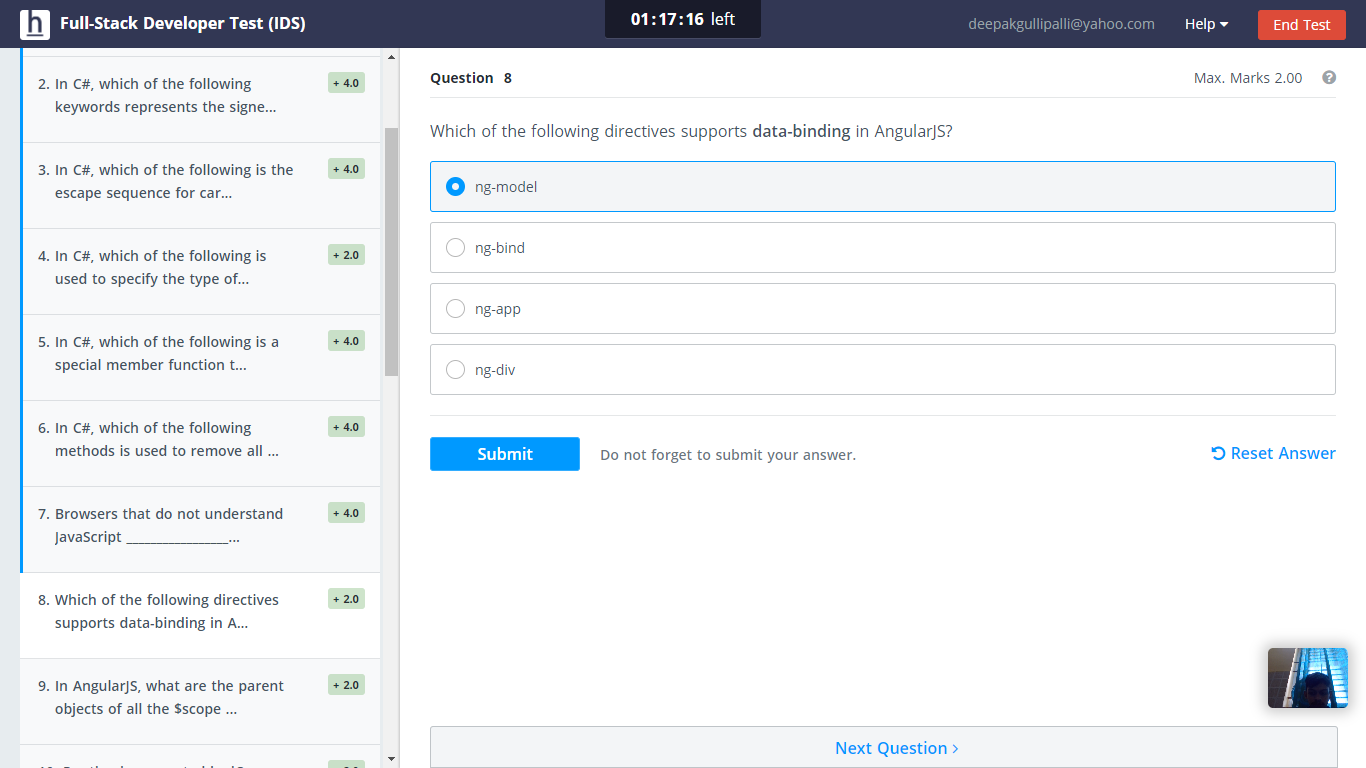 h Full-Stack Developer Test (IDS)
01:17:16 left
deepakgullipalli@yahoo.com
Help
End Test
2. In C#, which of the following
keywords represents the signe...
+ 4.0
3. In C#, which of the following is the
escape sequence for car...
+ 4.0
4. In C#, which of the following is
used to specify the type of...
+ 2.0
5. In C#, which of the following is a
special member function t...
+ 4.0
6. In C#, which of the following
methods is used to remove all ...
+ 4.0
7. Browsers that do not understand
JavaScript _________________...
+ 4.0
8. Which of the following directives
supports data-binding in A...
+ 2.0
9. In AngularJS, what are the parent
objects of all the $scope ...
+ 2.0
Question 8
Max. Marks 2.00
?
Which of the following directives supports data-binding in AngularJS?
ng-model
ng-bind
ng-app
ng-div
Submit
Do not forget to submit your answer.
Reset Answer
Next Question ›